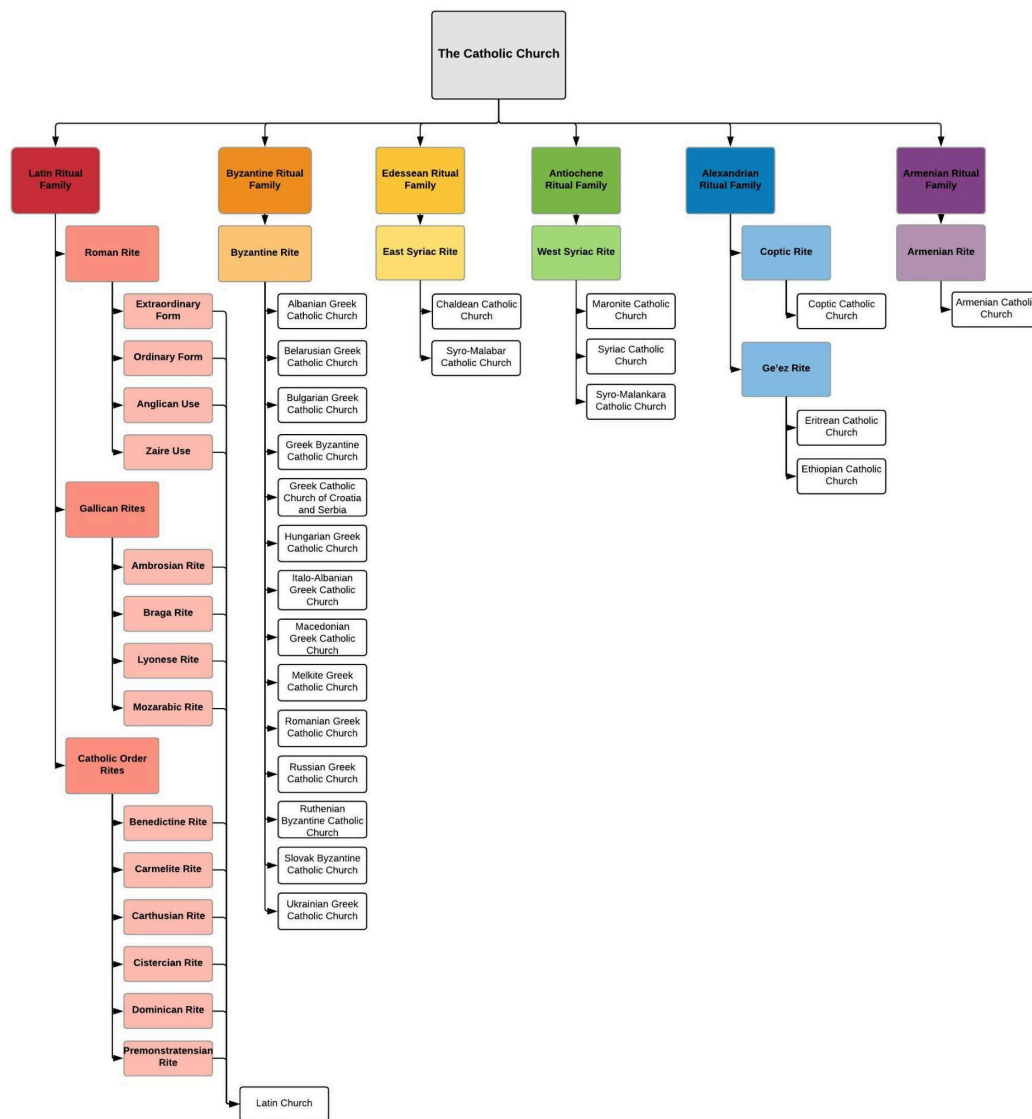 The Catholic Church
Latin Ritual
Family
Byzantine Ritual
Family
Edessean Ritual
Family
Antiochene
Ritual Family
Alexandrian
Ritual Family
Armenian Ritual
Family
Roman Rite
Byzantine Rite
East Syriac Rite
West Syriac Rite
Coptic Rite
Armenian Rite
Extraordinary
Form
Ordinary Form
Anglican Use
Zaire Use
Gallican Rites
Ambrosian Rite
Braga Rite
Lyonese Rite
Mozarabic Rite
Catholic Order
Rites
Benedictine Rite
Carmelite Rite
Carthusian Rite
Cistercian Rite
Dominican Rite
Premonstratensian
Rite
Latin Church
Albanian Greek
Catholic Church
Belarusian Greek
Catholic Church
Bulgarian Greek
Catholic Church
Greek Byzantine
Catholic Church
Greek Catholic
Church of Croatia
and Serbia
Hungarian Greek
Catholic Church
Italo-Albanian
Greek Catholic
Church
Macedonian
Greek Catholic
Church
Melkite Greek
Catholic Church
Romanian Greek
Catholic Church
Russian Greek
Catholic Church
Ruthenian
Byzantine Catholic
Church
Slovak Byzantine
Catholic Church
Ukrainian Greek
Catholic Church
Chaldean Catholic
Church
Syro-Malabar
Catholic Church
Maronite Catholic
Church
Syriac Catholic
Church
Syro-Malankara
Catholic Church
Coptic Catholic
Church
Ge'ez Rite
Eritrean Catholic
Church
Ethiopian Catholic
Church
Armenian Catholic
Church